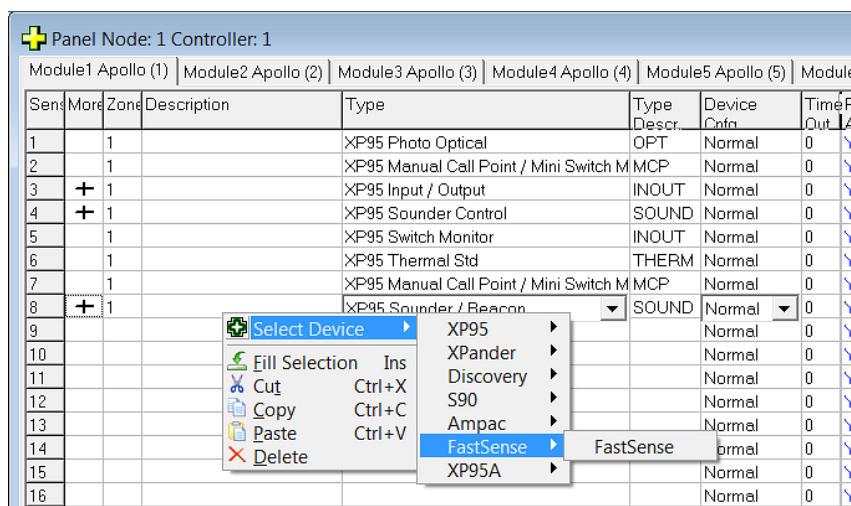 Panel Node: 1 Controller: 1
Module1 Apollo (1) Module2 Apollo (2) Module3 Apollo (3) Module4 Apollo (4) Module5 Apollo (5) Module
Sens More Zone Description Type Type Descr. Device Cnfg Time Out
1 1 XP95 Photo Optical OPT Normal 0
2 1 XP95 Manual Call Point / Mini Switch M MCP Normal 0
3 + 1 XP95 Input / Output INOUT Normal 0
4 + 1 XP95 Sounder Control SOUND Normal 0
5 1 XP95 Switch Monitor INOUT Normal 0
6 1 XP95 Thermal Std THERM Normal 0
7 1 XP95 Manual Call Point / Mini Switch M MCP Normal 0
8 + 1 XP95 Sounder / Beacon SOUND Normal 0
9 Normal 0
10 Normal 0
11 Normal 0
12 Normal 0
13 Normal 0
14 ormal 0
15 Normal 0
16 Normal 0
Select Device
Fill Selection Ins
Cut Ctrl+X
Copy Ctrl+C
Paste Ctrl+V
Delete
XP95
XPander
Discovery
S90
Ampac
FastSense
XP95A
FastSense